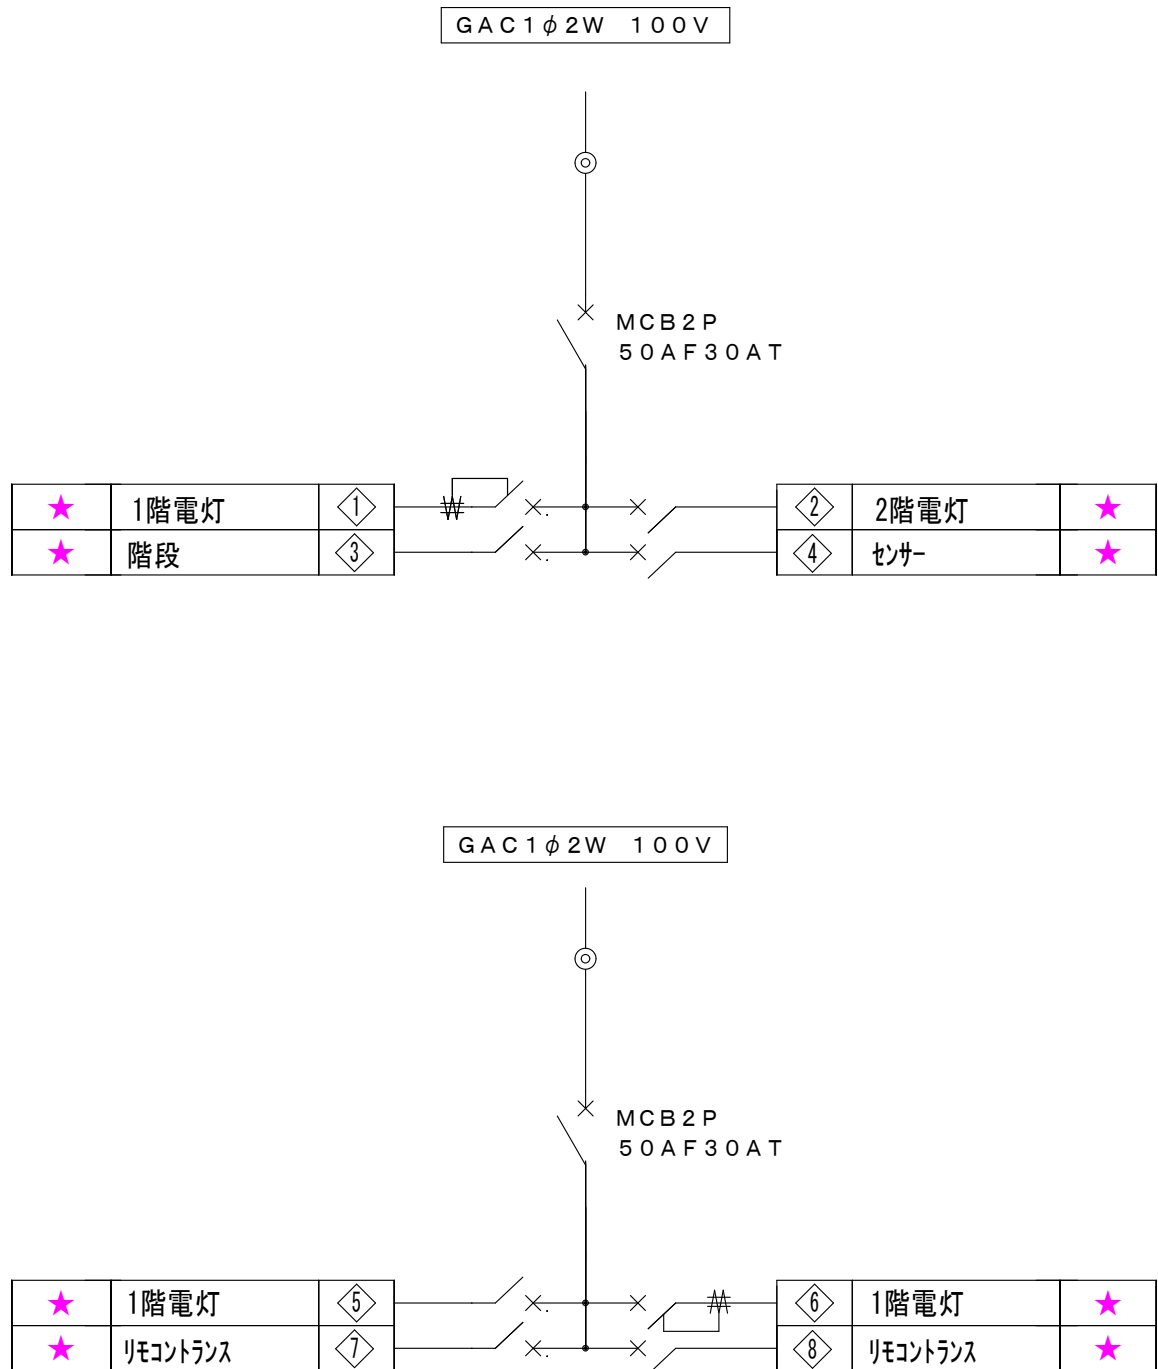 GAC1φ2W 100V
MCB2P
50AF30AT
★ 1階電灯 1
2 2階電灯 ★
★ 階段 3
4 センサー ★
GAC1φ2W 100V
MCB2P
50AF30AT
★ 1階電灯 5
6 1階電灯 ★
★ リモコントランス 7
8 リモコントランス ★